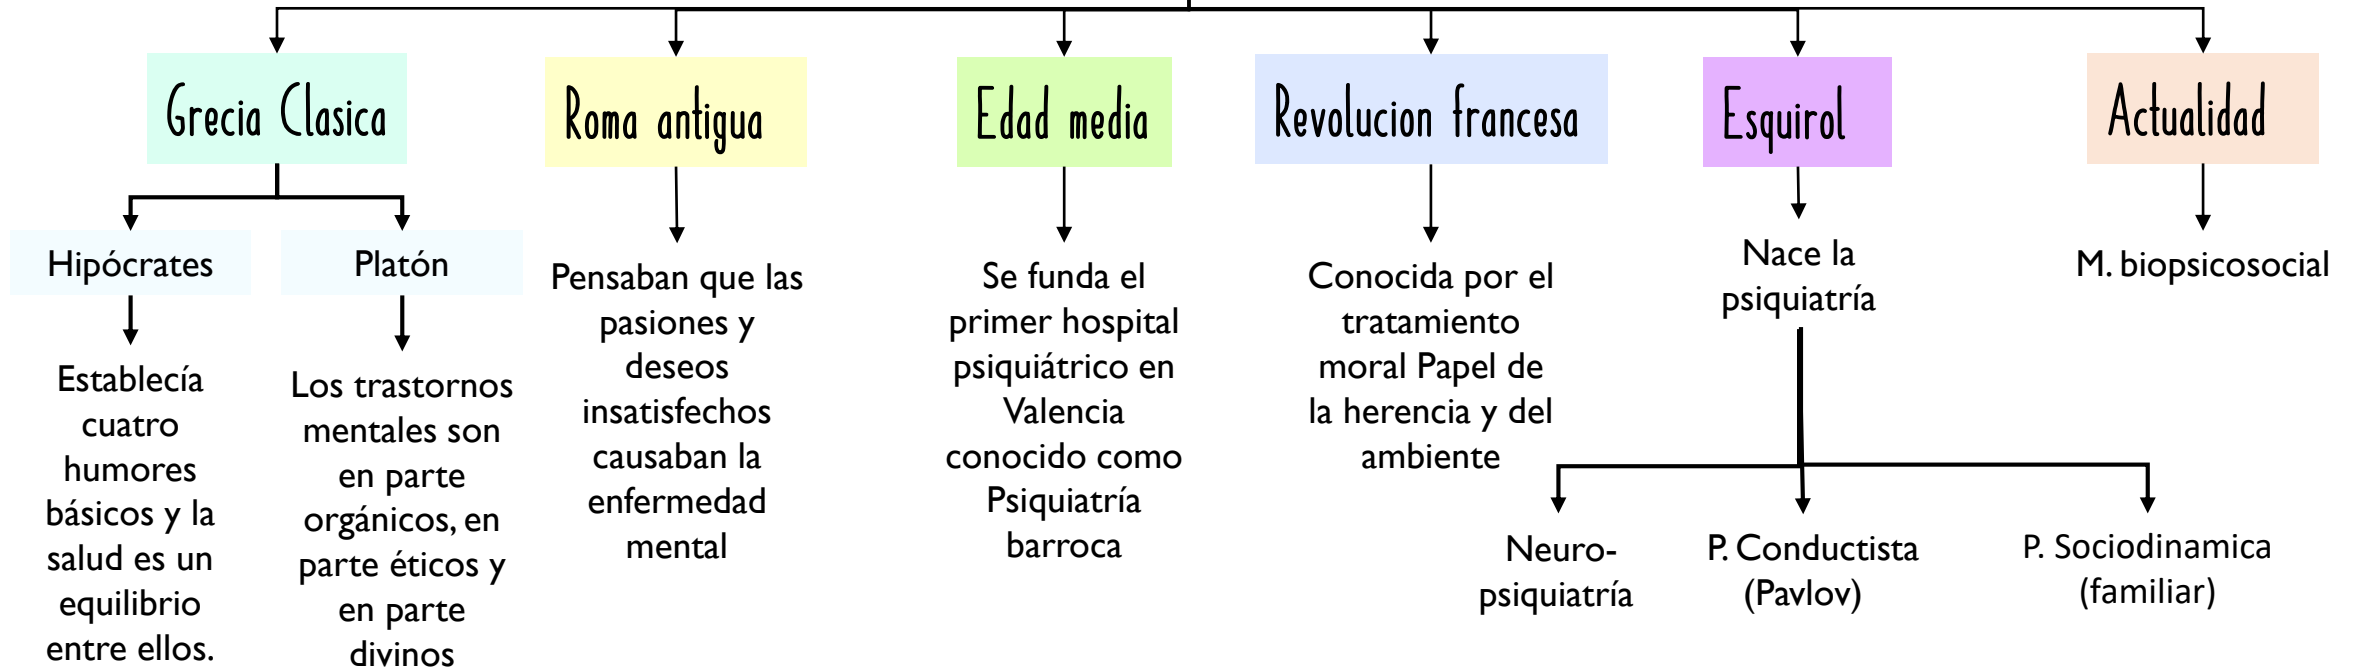 Grecia Clasica
Roma antigua
Edad media
Revolucion francesa
Esquirol
Actualidad
Hipócrates
Establecía
cuatro
humores
básicos y la
salud es un
equilibrio
entre ellos.
Platón
Los trastornos
mentales son
en parte
orgánicos, en
parte éticos y
en parte
divinos
Pensaban que las
pasiones y
deseos
insatisfechos
causaban la
enfermedad
mental
Se funda el
primer hospital
psiquiátrico en
Valencia
conocido como
Psiquiatría
barroca
Conocida por el
tratamiento
moral Papel de
la herencia y del
ambiente
Nace la
psiquiatría
Neuro-
psiquiatría
P. Conductista
(Pavlov)
P. Sociodinamica
(familiar)
M. biopsicosocial